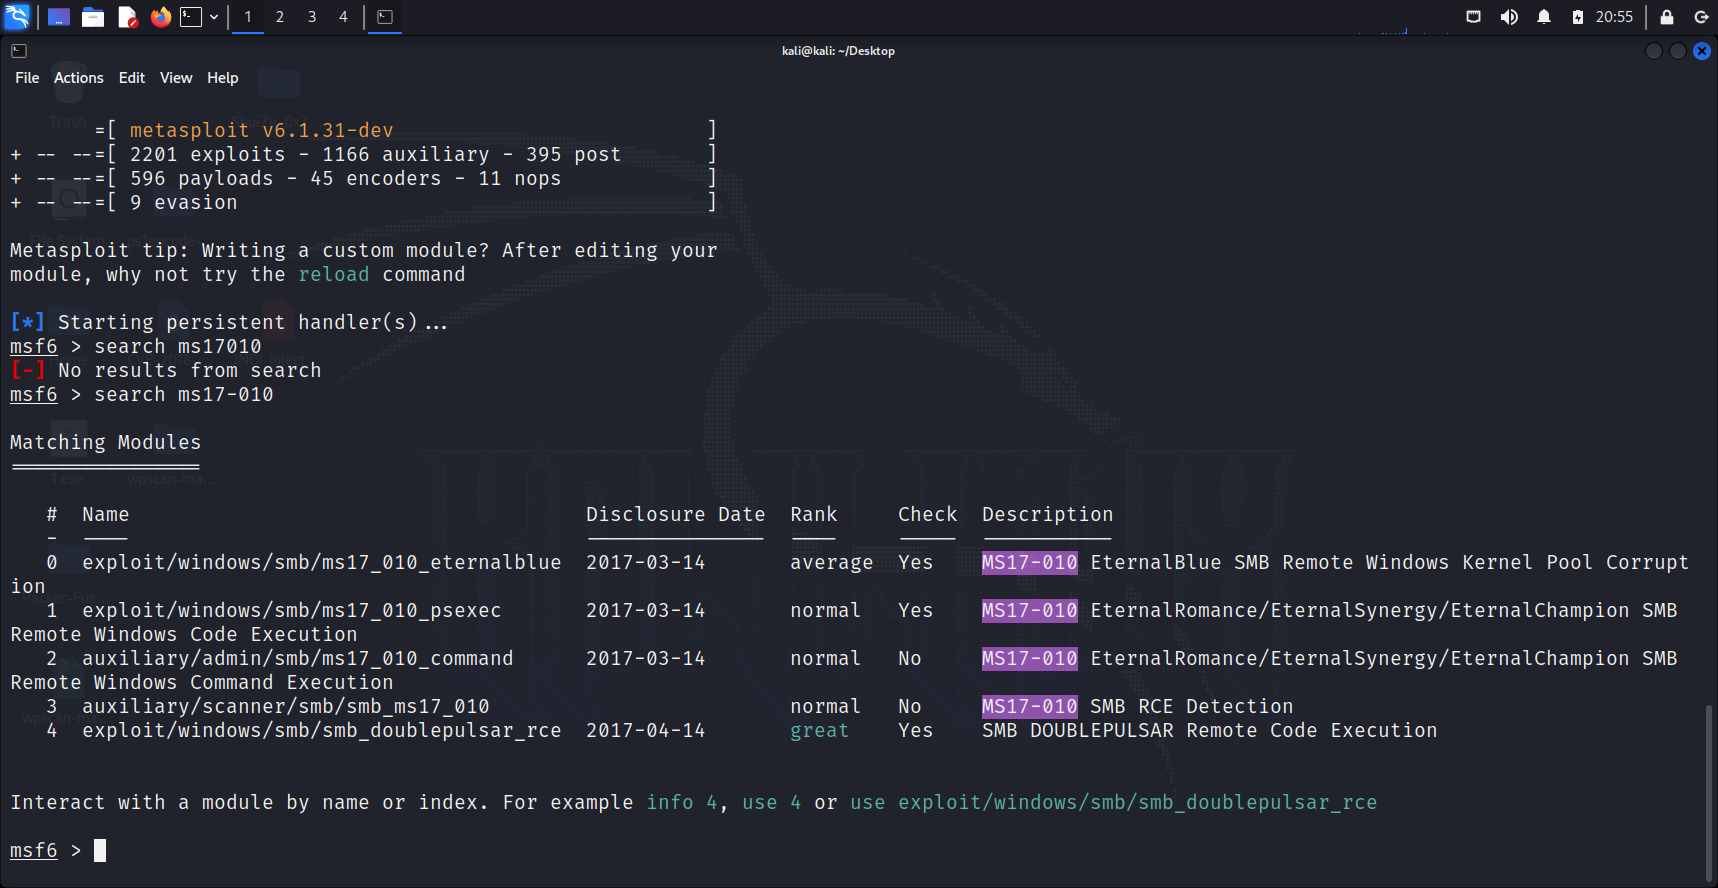 1 2 3 4 20:55
kali@kali: ~/Desktop
File Actions Edit View Help
Trash
=[ metasploit v6.1.31-dev ]
+ -- --=[ 2201 exploits - 1166 auxiliary - 395 post ]
+ -- --=[ 596 payloads - 45 encoders - 11 nops ]
+ -- --=[ 9 evasion ]
Metasploit tip: Writing a custom module? After editing your
module, why not try the reload command
[*] Starting persistent handler(s)...
msf6 > search ms17010
[-] No results from search
msf6 > search ms17-010
Matching Modules
================
1.exe wpscan-ma...
# Name Disclosure Date Rank Check Description
- ---- --------------- ---- ----- -----------
0 exploit/windows/smb/ms17_010_eternalblue 2017-03-14 average Yes MS17-010 EternalBlue SMB Remote Windows Kernel Pool Corrupt
ion
1 exploit/windows/smb/ms17_010_psexec 2017-03-14 normal Yes MS17-010 EternalRomance/EternalSynergy/EternalChampion SMB
Remote Windows Code Execution
2 auxiliary/admin/smb/ms17_010_command 2017-03-14 normal No MS17-010 EternalRomance/EternalSynergy/EternalChampion SMB
Remote Windows Command Execution
3 auxiliary/scanner/smb/smb_ms17_010 normal No MS17-010 SMB RCE Detection
wpscan-ma...
4 exploit/windows/smb/smb_doublepulsar_rce 2017-04-14 great Yes SMB DOUBLEPULSAR Remote Code Execution
Interact with a module by name or index. For example info 4, use 4 or use exploit/windows/smb/smb_doublepulsar_rce
msf6 >